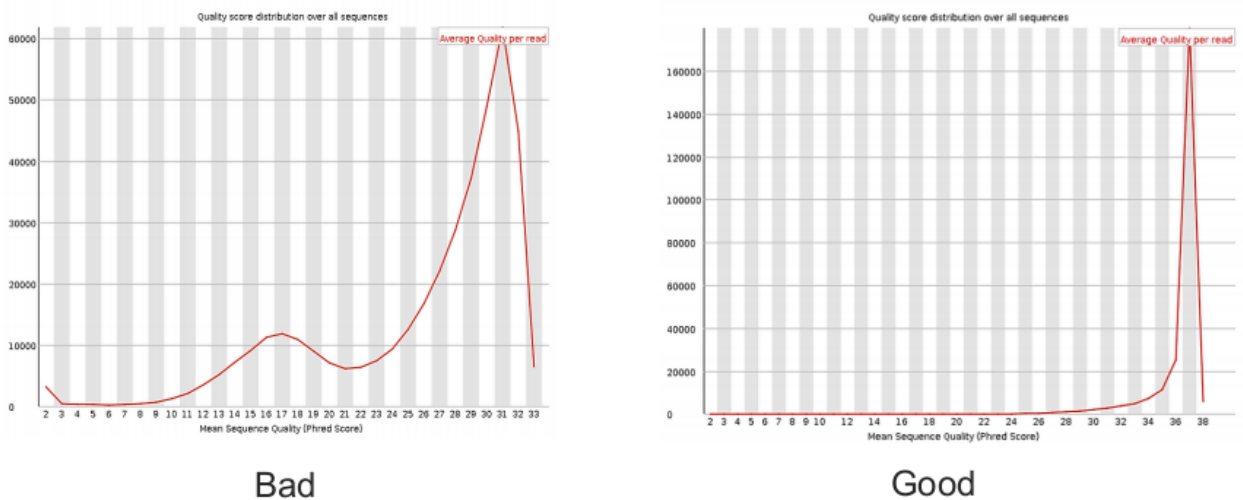 Quality score distribution over all sequences
Average Quality per read
60000
50000
40000
30000
20000
10000
0
2 3 4 5 6 7 8 9 10 11 12 13 14 15 16 17 18 19 20 21 22 23 24 25 26 27 28 29 30 31 32 33
Mean Sequence Quality (Phred Score)
Bad
Quality score distribution over all sequences
Average Quality per read
160000
140000
120000
100000
80000
60000
40000
20000
0
2 3 4 5 6 7 8 9 10 12 14 16 18 20 22 24 26 28 30 32 34 36 38
Mean Sequence Quality (Phred Score)
Good